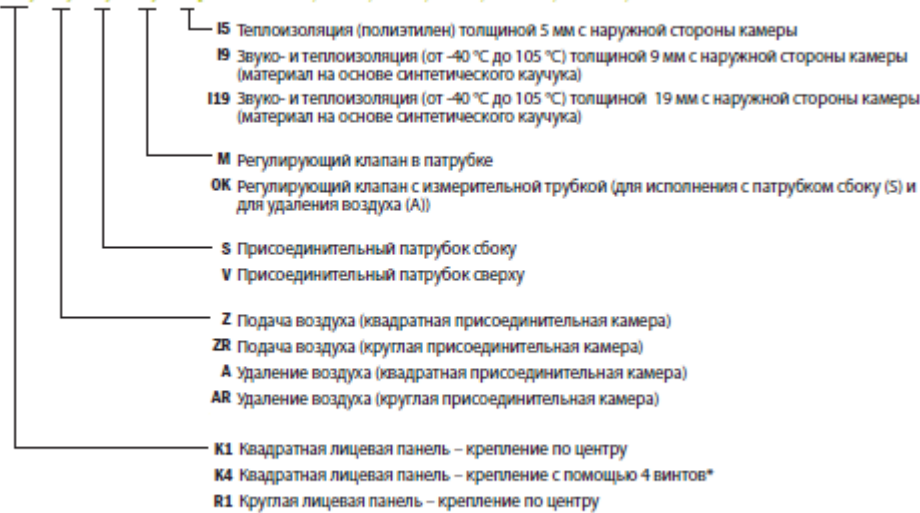 I5 Теплоизоляция (полиэтилен) толщиной 5 мм с наружной стороны камеры
I9 Звуко- и теплоизоляция (от -40 °C до 105 °C) толщиной 9 мм с наружной стороны камеры
(материал на основе синтетического каучука)
I19 Звуко- и теплоизоляция (от -40 °C до 105 °C) толщиной 19 мм с наружной стороны камеры
(материал на основе синтетического каучука)
M Регулирующий клапан в патрубке
OK Регулирующий клапан с измерительной трубкой (для исполнения с патрубком сбоку (S) и
для удаления воздуха (A))
S Присоединительный патрубок сбоку
V Присоединительный патрубок сверху
Z Подача воздуха (квадратная присоединительная камера)
ZR Подача воздуха (круглая присоединительная камера)
A Удаление воздуха (квадратная присоединительная камера)
AR Удаление воздуха (круглая присоединительная камера)
K1 Квадратная лицевая панель – крепление по центру
K4 Квадратная лицевая панель – крепление с помощью 4 винтов*
R1 Круглая лицевая панель – крепление по центру